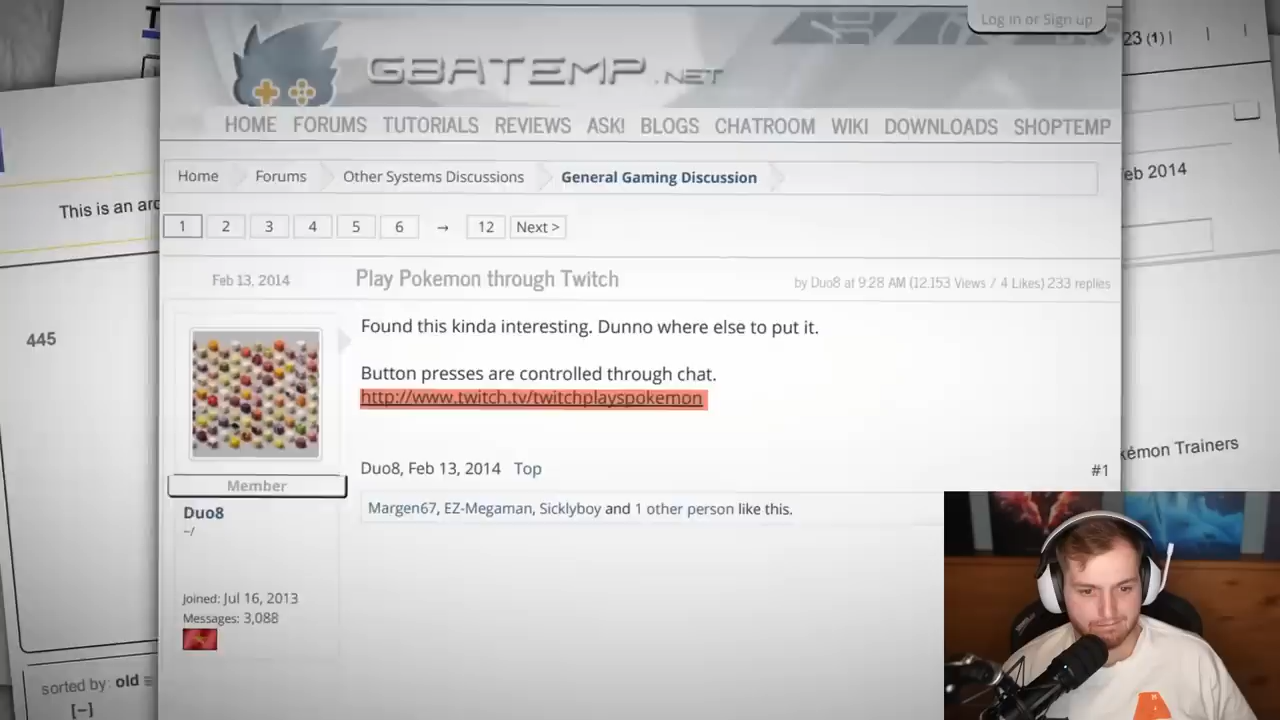 Log in or Sign up
GBATEMP.NET
HOME FORUMS TUTORIALS REVIEWS ASK! BLOGS CHATROOM WIKI DOWNLOADS SHOPTEMP
Home Forums Other Systems Discussions General Gaming Discussion
1 2 3 4 5 6 → 12 Next >
Feb 13, 2014 Play Pokemon through Twitch by Duo8 at 9:28 AM (12.153 Views / 4 Likes) 233 replies
Found this kinda interesting. Dunno where else to put it.
Button presses are controlled through chat.
http://www.twitch.tv/twitchplayspokemon
Duo8, Feb 13, 2014 Top #1
Member
Margen67, EZ-Megaman, Sicklyboy and 1 other person like this.
Duo8
~/
Joined: Jul 16, 2013
Messages: 3,088
This is an arc
445
sorted by: old
[–]
23 (1) |
eb 2014
kémon Trainers